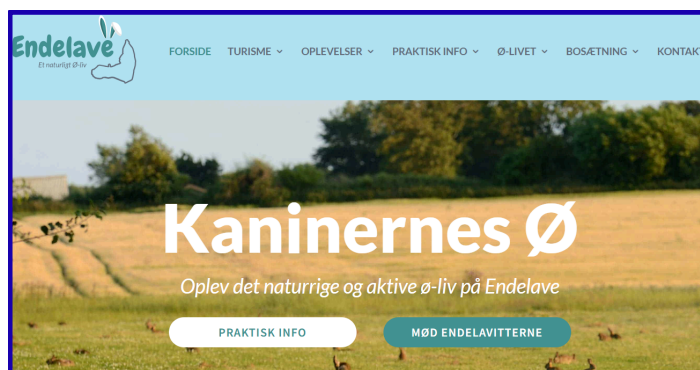 Endelave
Et naturligt Ø-liv
FORSIDE TURISME OPLEVELSER PRAKTISK INFO Ø-LIVET BOSÆTNING KONTAK
Kaninernes Ø
Oplev det naturrige og aktive ø-liv på Endelave
PRAKTISK INFO MØD ENDELAVITTERNE